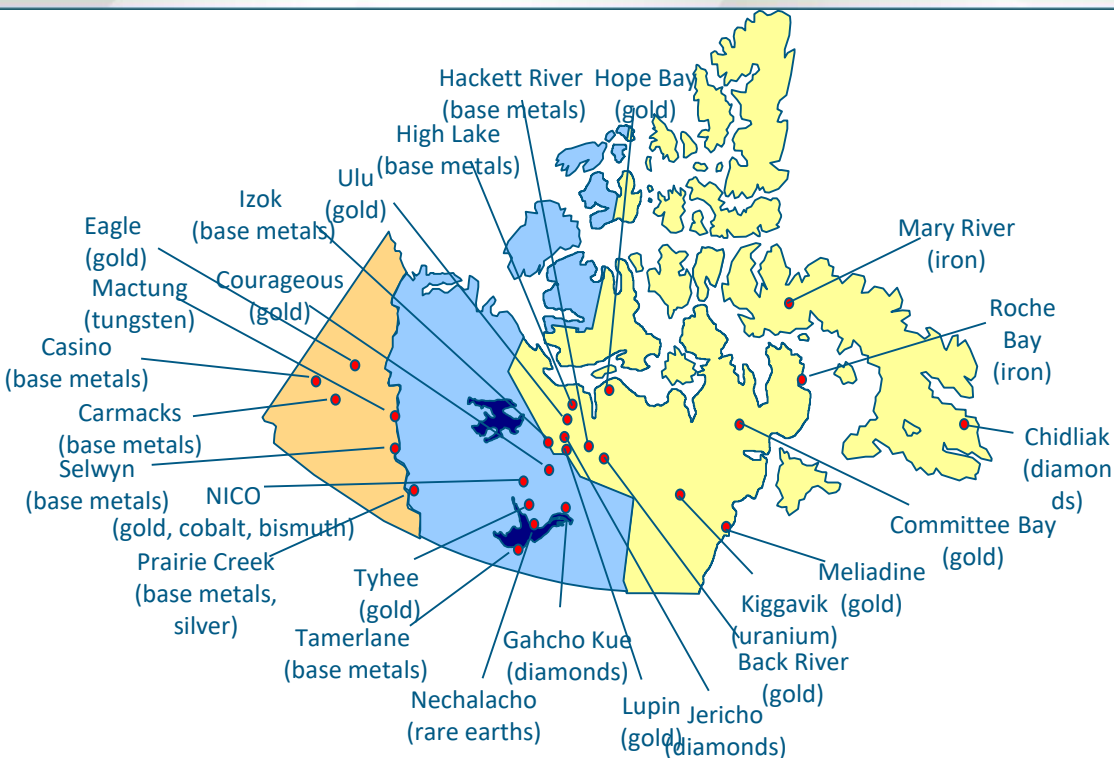 Hackett River
(base metals)
Hope Bay
(gold)
High Lake
(base metals)
Ulu
(gold)
Izok
(base metals)
Eagle
(gold)
Courageous
(gold)
Mactung
(tungsten)
Casino
(base metals)
Carmacks
(base metals)
Selwyn
(base metals)
NICO
(gold, cobalt, bismuth)
Prairie Creek
(base metals,
silver)
Tyhee
(gold)
Tamerlane
(base metals)
Nechalacho
(rare earths)
Gahcho Kue
(diamonds)
Lupin
(gold)
Jericho
(diamonds)
Back River
(gold)
Kiggavik
(uranium)
Meliadine
(gold)
Committee Bay
(gold)
Chidliak
(diamon
ds)
Roche
Bay
(iron)
Mary River
(iron)